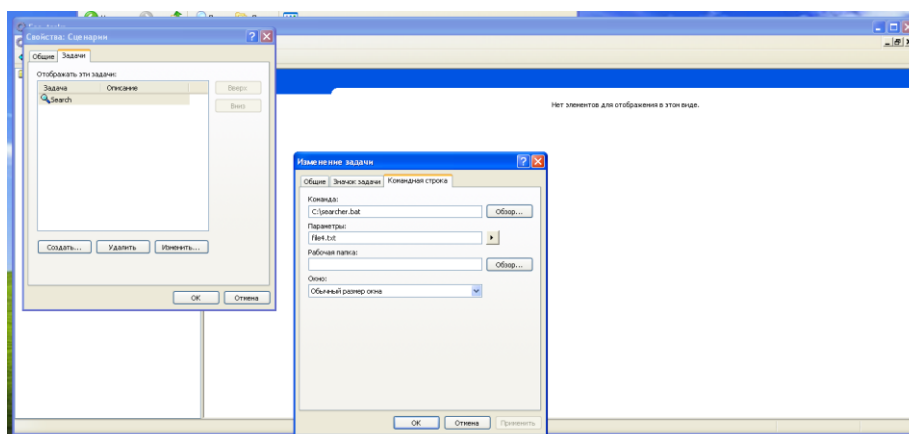 Свойства: Сценарии
Общие Задачи
Отображать эти задачи:
Задача Описание
Search
Вверх
Вниз
Создать... Удалить Изменить...
ОК Отмена
Нет элементов для отображения в этом виде.
Изменение задачи
Общие Значок задачи Командная строка
Команда:
C:\searcher.bat Обзор...
Параметры:
file4.txt
Рабочая папка:
Обзор...
Окно:
Обычный размер окна
ОК Отмена Применить